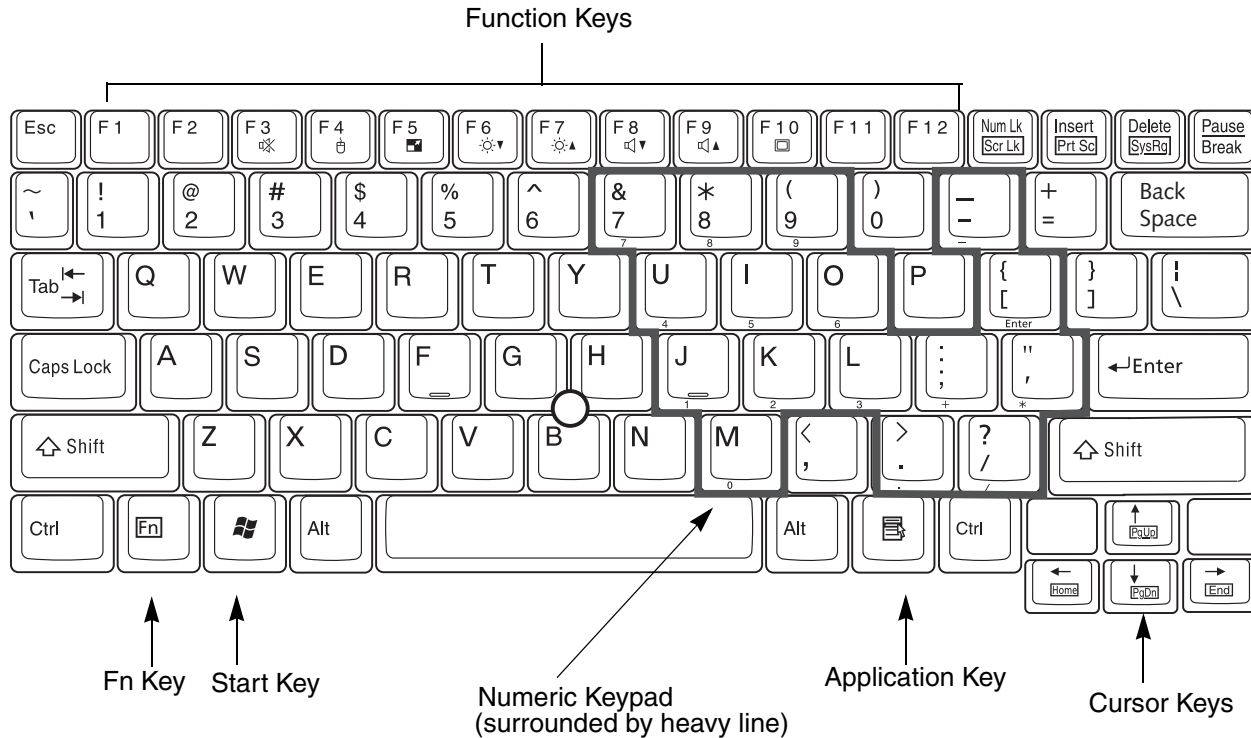 Function Keys
Esc F1 F2 F3 F4 F5 F6 F7 F8 F9 F10 F11 F12 Num Lk Insert Delete Pause
Scr Lk Prt Sc SysRq Break
~ ! @ # $ % ^ & * ( ) _ + Back
` 1 2 3 4 5 6 7 8 9 0 - = Space
7 8 9 -
Tab Q W E R T Y U I O P { } ¦
[ ] \
4 5 6 Enter
Caps Lock A S D F G H J K L : " Enter
; '
1 2 3 + *
Shift Z X C V B N M < > ? Shift
, . /
0 . /
Ctrl Fn Alt Alt Ctrl PgUp
Home PgDn End
Fn Key Start Key Numeric Keypad Application Key Cursor Keys
(surrounded by heavy line)